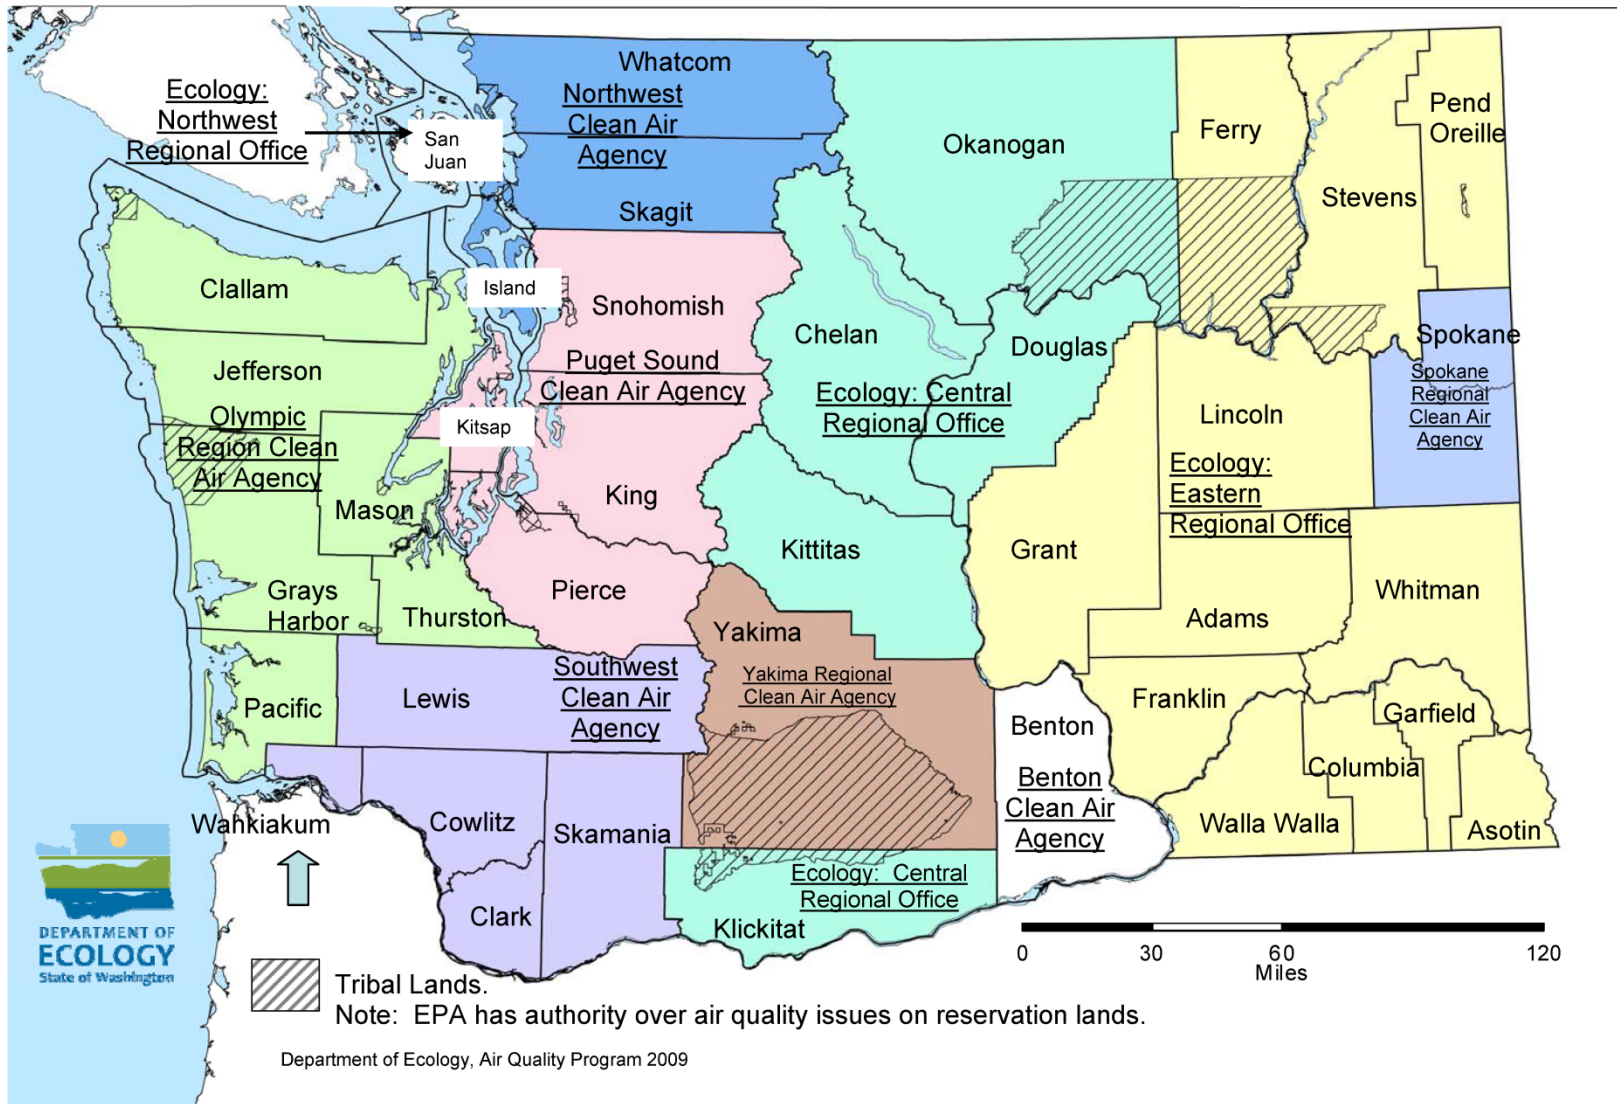 Whatcom
Northwest
Clean Air
Agency
Ecology:
Northwest
Regional Office
San
Juan
Skagit
Okanogan
Ferry
Stevens
Pend
Oreille
Clallam
Island
Snohomish
Chelan
Douglas
Spokane
Spokane
Regional
Clean Air
Agency
Jefferson
Olympic
Region Clean
Air Agency
Puget Sound
Clean Air Agency
Kitsap
Ecology: Central
Regional Office
Lincoln
Ecology:
Eastern
Regional Office
Mason
King
Kittitas
Grant
Adams
Whitman
Grays
Harbor
Thurston
Pierce
Yakima
Yakima Regional
Clean Air Agency
Pacific
Lewis
Southwest
Clean Air
Agency
Benton
Benton
Clean Air
Agency
Franklin
Garfield
Columbia
Walla Walla
Asotin
Wahkiakum
Cowlitz
Skamania
Clark
Ecology: Central
Regional Office
Klickitat
0 30 60 120
Miles
DEPARTMENT OF
ECOLOGY
State of Washington
Tribal Lands.
Note: EPA has authority over air quality issues on reservation lands.
Department of Ecology, Air Quality Program 2009